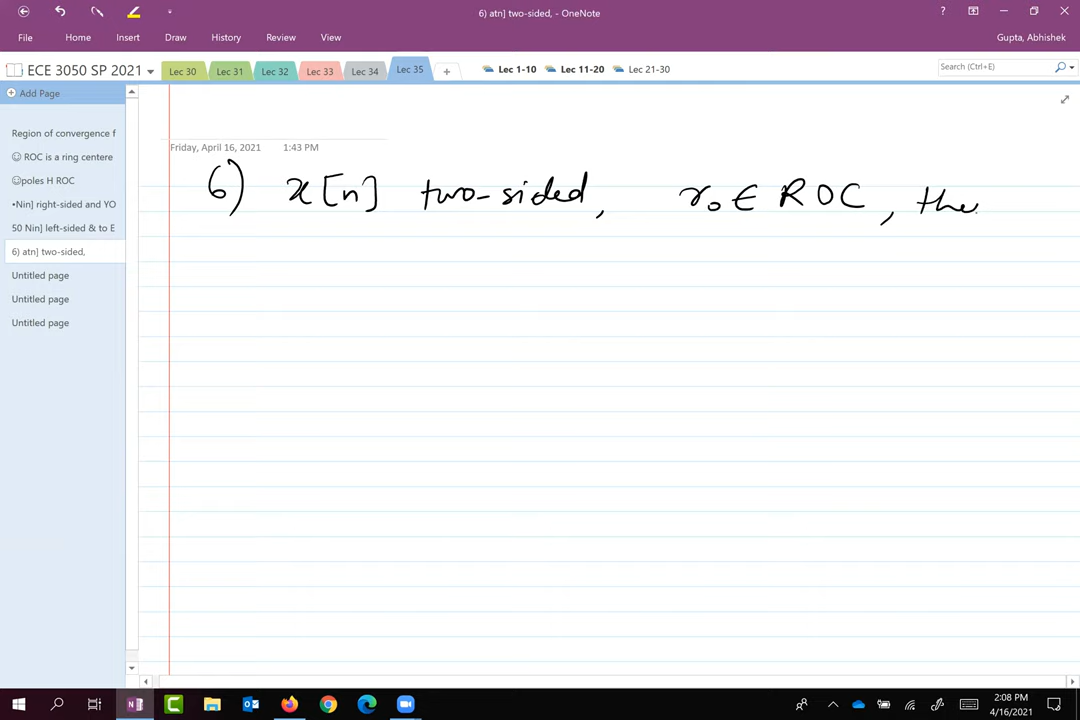 6) atn] two-sided, - OneNote
?
File Home Insert Draw History Review View
Gupta, Abhishek
ECE 3050 SP 2021
Lec 30 Lec 31 Lec 32 Lec 33 Lec 34 Lec 35 + Lec 1-10 Lec 11-20 Lec 21-30
Search (Ctrl+E)
Add Page
Region of convergence f
ROC is a ring centere
poles H ROC
•Nin] right-sided and YO
50 Nin] left-sided & to E
6) atn] two-sided,
Untitled page
Untitled page
Untitled page
Friday, April 16, 2021 1:43 PM
6) x[n] two-sided, r₀ ∈ ROC, the
2:08 PM
4/16/2021